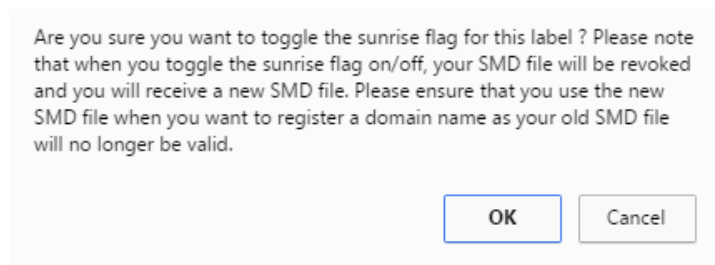 Are you sure you want to toggle the sunrise flag for this label ? Please note
that when you toggle the sunrise flag on/off, your SMD file will be revoked
and you will receive a new SMD file. Please ensure that you use the new
SMD file when you want to register a domain name as your old SMD file
will no longer be valid.
OK
Cancel